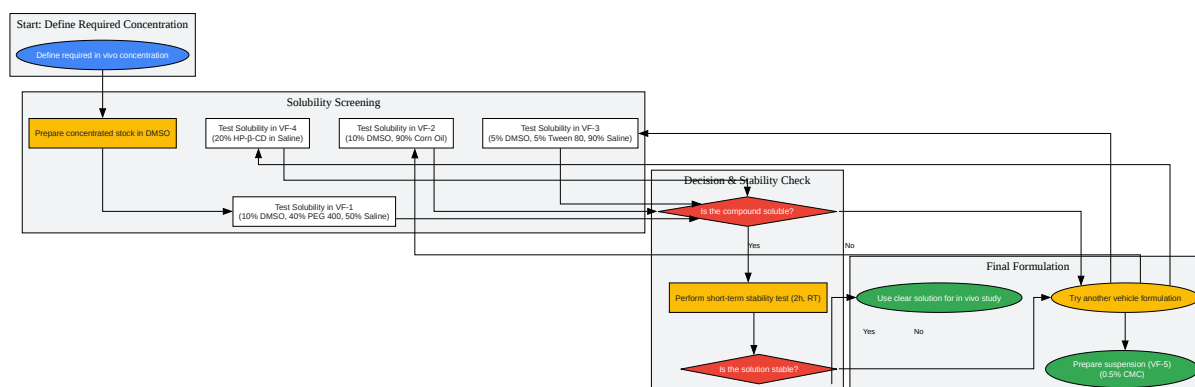 Start: Define Required Concentration
Define required in vivo concentration
Solubility Screening
Prepare concentrated stock in DMSO
Test Solubility in VF-4
(20% HP-β-CD in Saline)
Test Solubility in VF-2
(10% DMSO, 90% Corn Oil)
Test Solubility in VF-3
(5% DMSO, 5% Tween 80, 90% Saline)
Test Solubility in VF-1
(10% DMSO, 40% PEG 400, 50% Saline)
Decision & Stability Check
Is the compound soluble?
Yes
No
Perform short-term stability test (2h, RT)
Is the solution stable?
Final Formulation
Use clear solution for in vivo study
Try another vehicle formulation
Yes
No
Prepare suspension (VF-5)
(0.5% CMC)